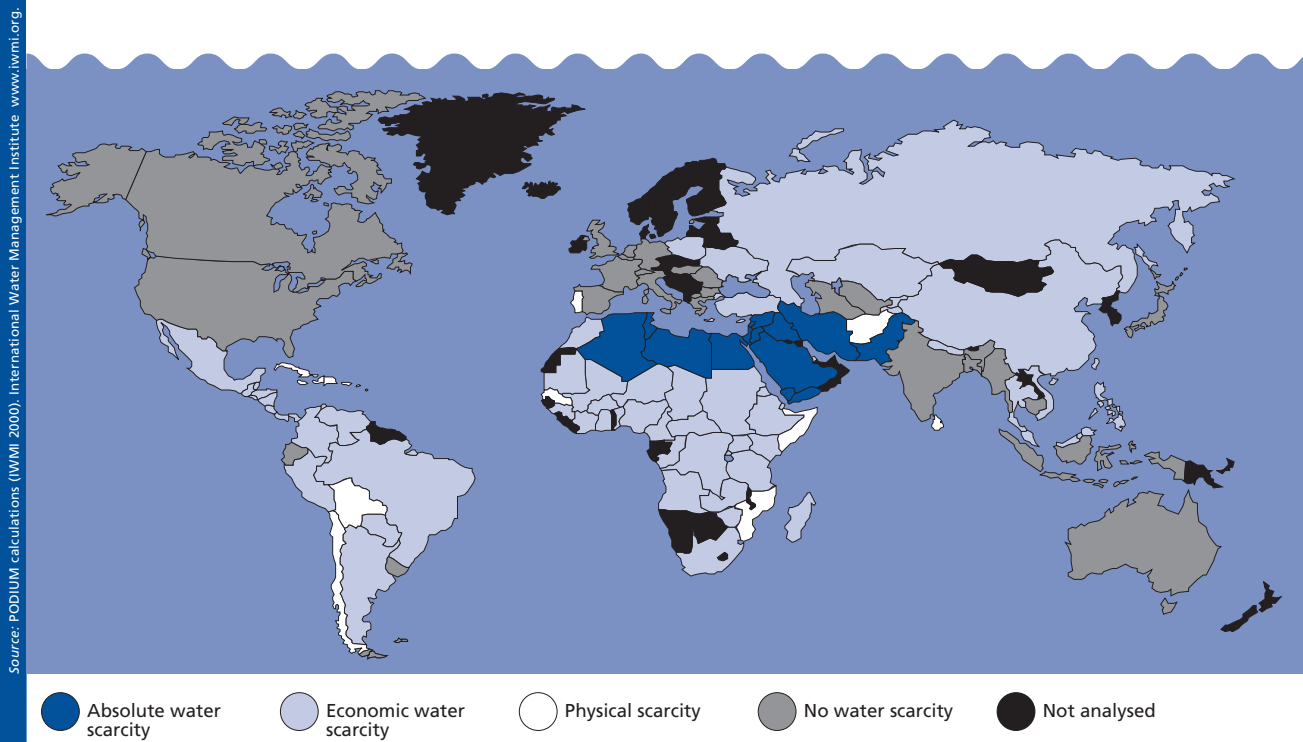 Source: PODIUM calculations (IWMI 2000). International Water Management Institute www.iwmi.org.
Absolute water
scarcity
Economic water
scarcity
Physical scarcity
No water scarcity
Not analysed